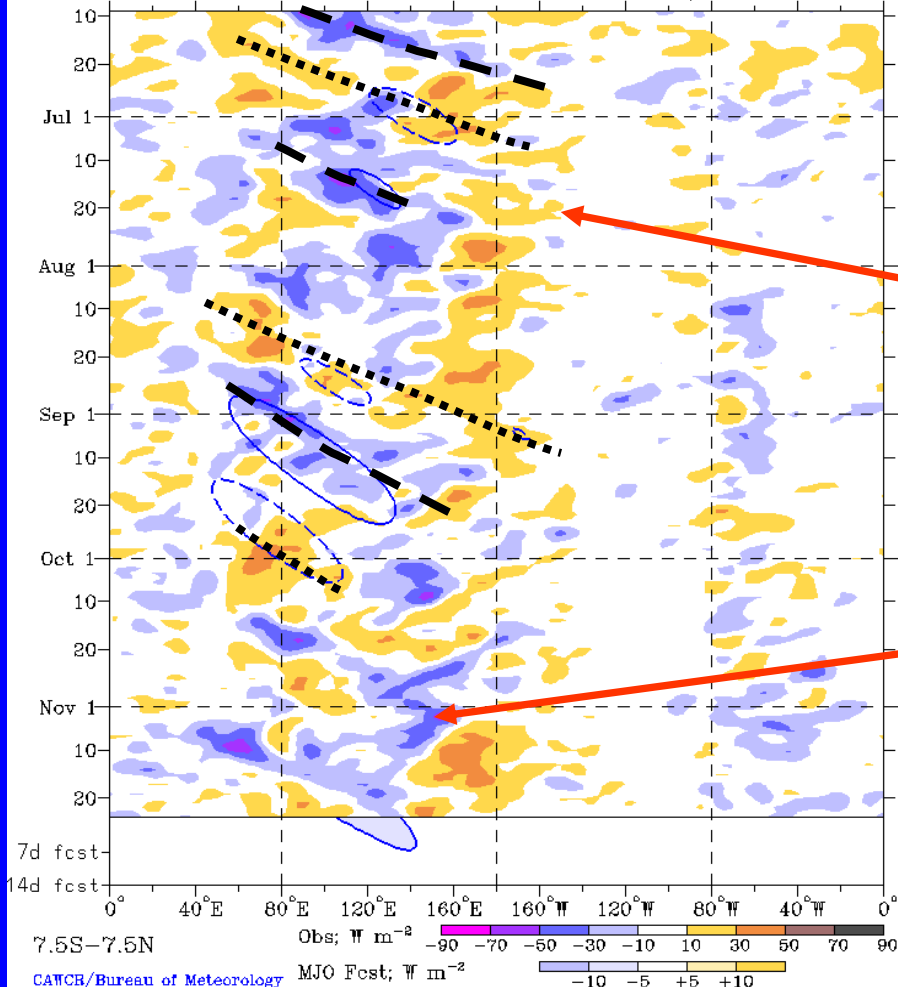 10
20
Jul 1
10
20
Aug 1
10
20
Sep 1
10
20
Oct 1
10
20
Nov 1
10
20
7d fcst
14d fcst
0° 40°E 80°E 120°E 160°E 160°W 120°W 80°W 40°W 0°
7.5S-7.5N
Obs; W m-2
-90 -70 -50 -30 -10 10 30 50 70 90
CAWCR/Bureau of Meteorology
MJO Fcst; W m-2
-10 -5 +5 +10